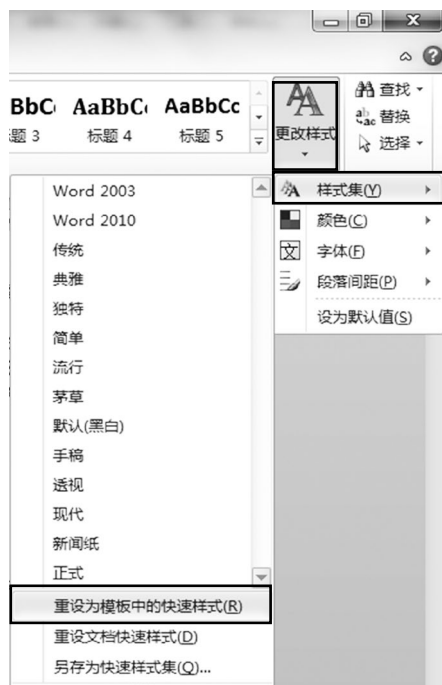 BbC AaBbC AaBbCc
标题 3 标题 4 标题 5
更改样式
查找
替换
选择
样式集(Y)
颜色(C)
字体(F)
段落间距(P)
设为默认值(S)
Word 2003
Word 2010
传统
典雅
独特
简单
流行
茅草
默认(黑白)
手稿
透视
现代
新闻纸
正式
重设为模板中的快速样式(R)
重设文档快速样式(D)
另存为快速样式集(Q)...